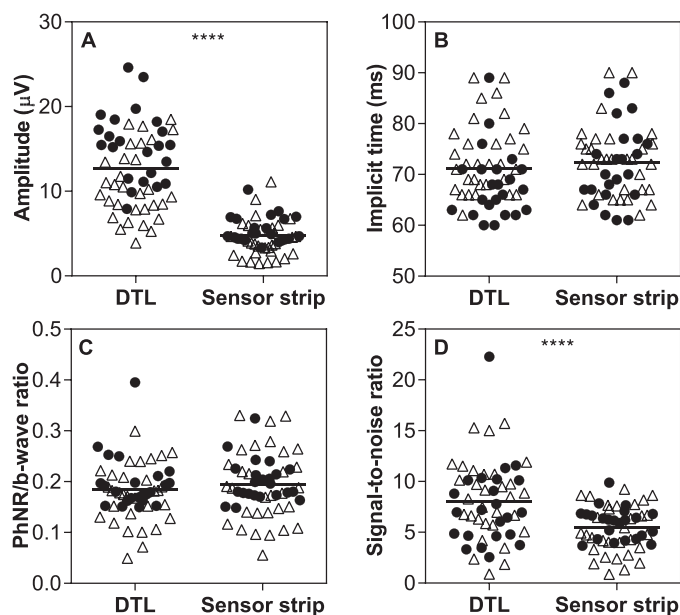 A
****
Amplitude (μV)
30
20
10
0
DTL Sensor strip
B
Implicit time (ms)
100
90
80
70
60
50
DTL Sensor strip
C
PhNR/b-wave ratio
0.5
0.4
0.3
0.2
0.1
0.0
DTL Sensor strip
D
****
Signal-to-noise ratio
25
20
15
10
5
0
DTL Sensor strip